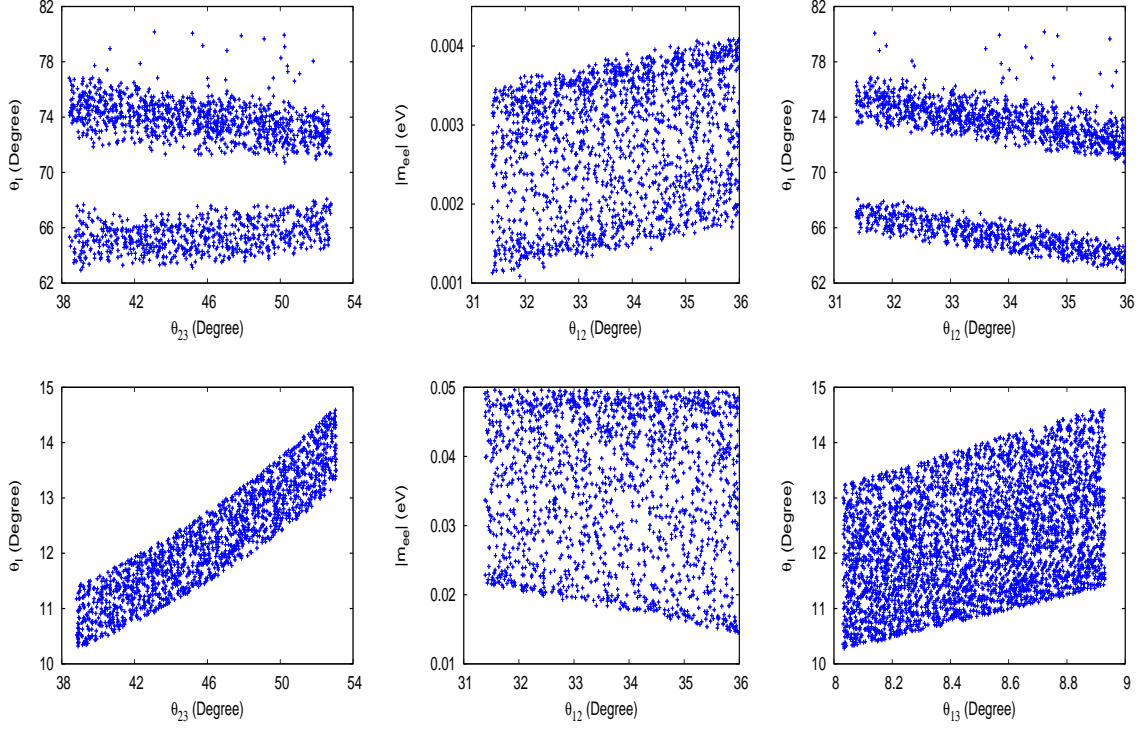 82
78
74
70
66
62
θl (Degree)
38 42 46 50 54
θ23 (Degree)
0.004
0.003
0.002
0.001
|mee| (eV)
31 32 33 34 35 36
θ12 (Degree)
82
78
74
70
66
62
θl (Degree)
31 32 33 34 35 36
θ12 (Degree)
15
14
13
12
11
10
θl (Degree)
38 42 46 50 54
θ23 (Degree)
0.05
0.04
0.03
0.02
0.01
|mee| (eV)
31 32 33 34 35 36
θ12 (Degree)
15
14
13
12
11
10
θl (Degree)
8 8.2 8.4 8.6 8.8 9
θ13 (Degree)